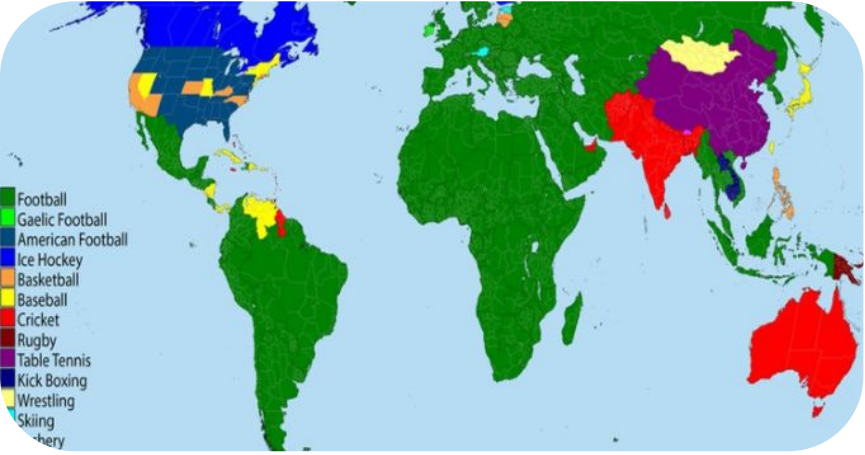 Football
Gaelic Football
American Football
Ice Hockey
Basketball
Baseball
Cricket
Rugby
Table Tennis
Kick Boxing
Wrestling
Skiing